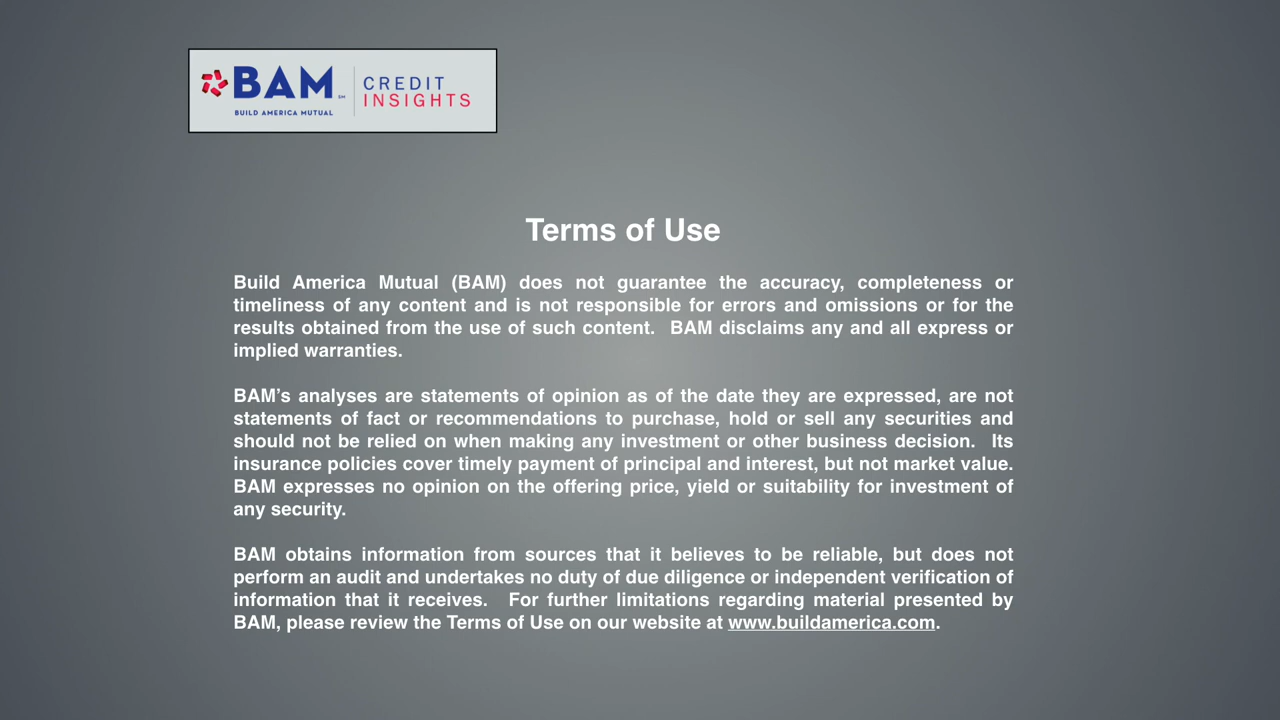 BAM SM
BUILD AMERICA MUTUAL
CREDIT
INSIGHTS
Terms of Use
Build America Mutual (BAM) does not guarantee the accuracy, completeness or
timeliness of any content and is not responsible for errors and omissions or for the
results obtained from the use of such content. BAM disclaims any and all express or
implied warranties.
BAM’s analyses are statements of opinion as of the date they are expressed, are not
statements of fact or recommendations to purchase, hold or sell any securities and
should not be relied on when making any investment or other business decision. Its
insurance policies cover timely payment of principal and interest, but not market value.
BAM expresses no opinion on the offering price, yield or suitability for investment of
any security.
BAM obtains information from sources that it believes to be reliable, but does not
perform an audit and undertakes no duty of due diligence or independent verification of
information that it receives. For further limitations regarding material presented by
BAM, please review the Terms of Use on our website at www.buildamerica.com.